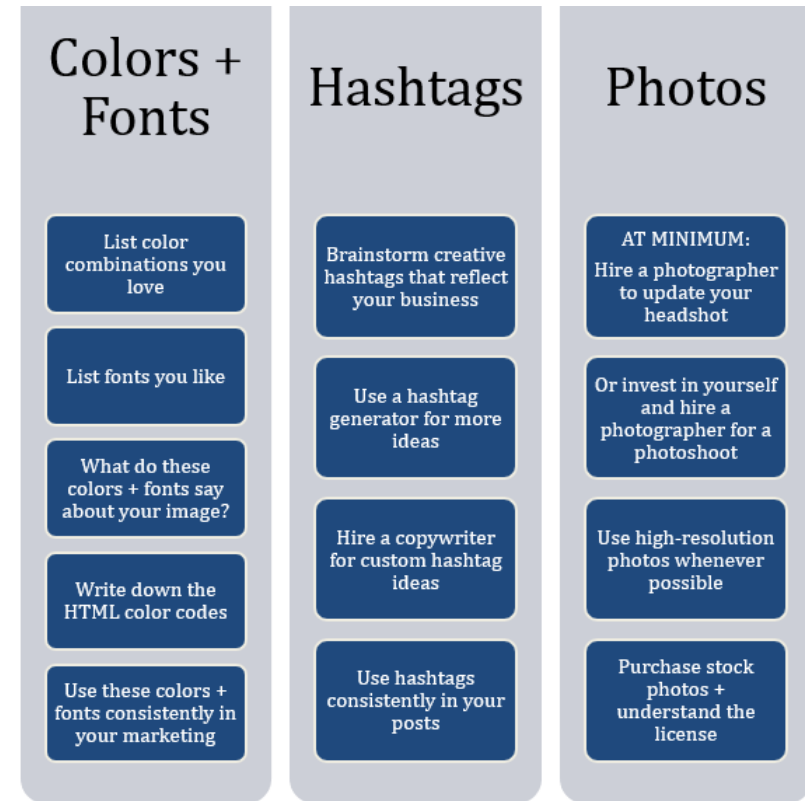 Colors +
Fonts
List color
combinations you
love
List fonts you like
What do these
colors + fonts say
about your image?
Write down the
HTML color codes
Use these colors +
fonts consistently in
your marketing
Hashtags
Brainstorm creative
hashtags that reflect
your business
Use a hashtag
generator for more
ideas
Hire a copywriter
for custom hashtag
ideas
Use hashtags
consistently in your
posts
Photos
AT MINIMUM:
Hire a photographer
to update your
headshot
Or invest in yourself
and hire a
photographer for a
photoshoot
Use high-resolution
photos whenever
possible
Purchase stock
photos +
understand the
license